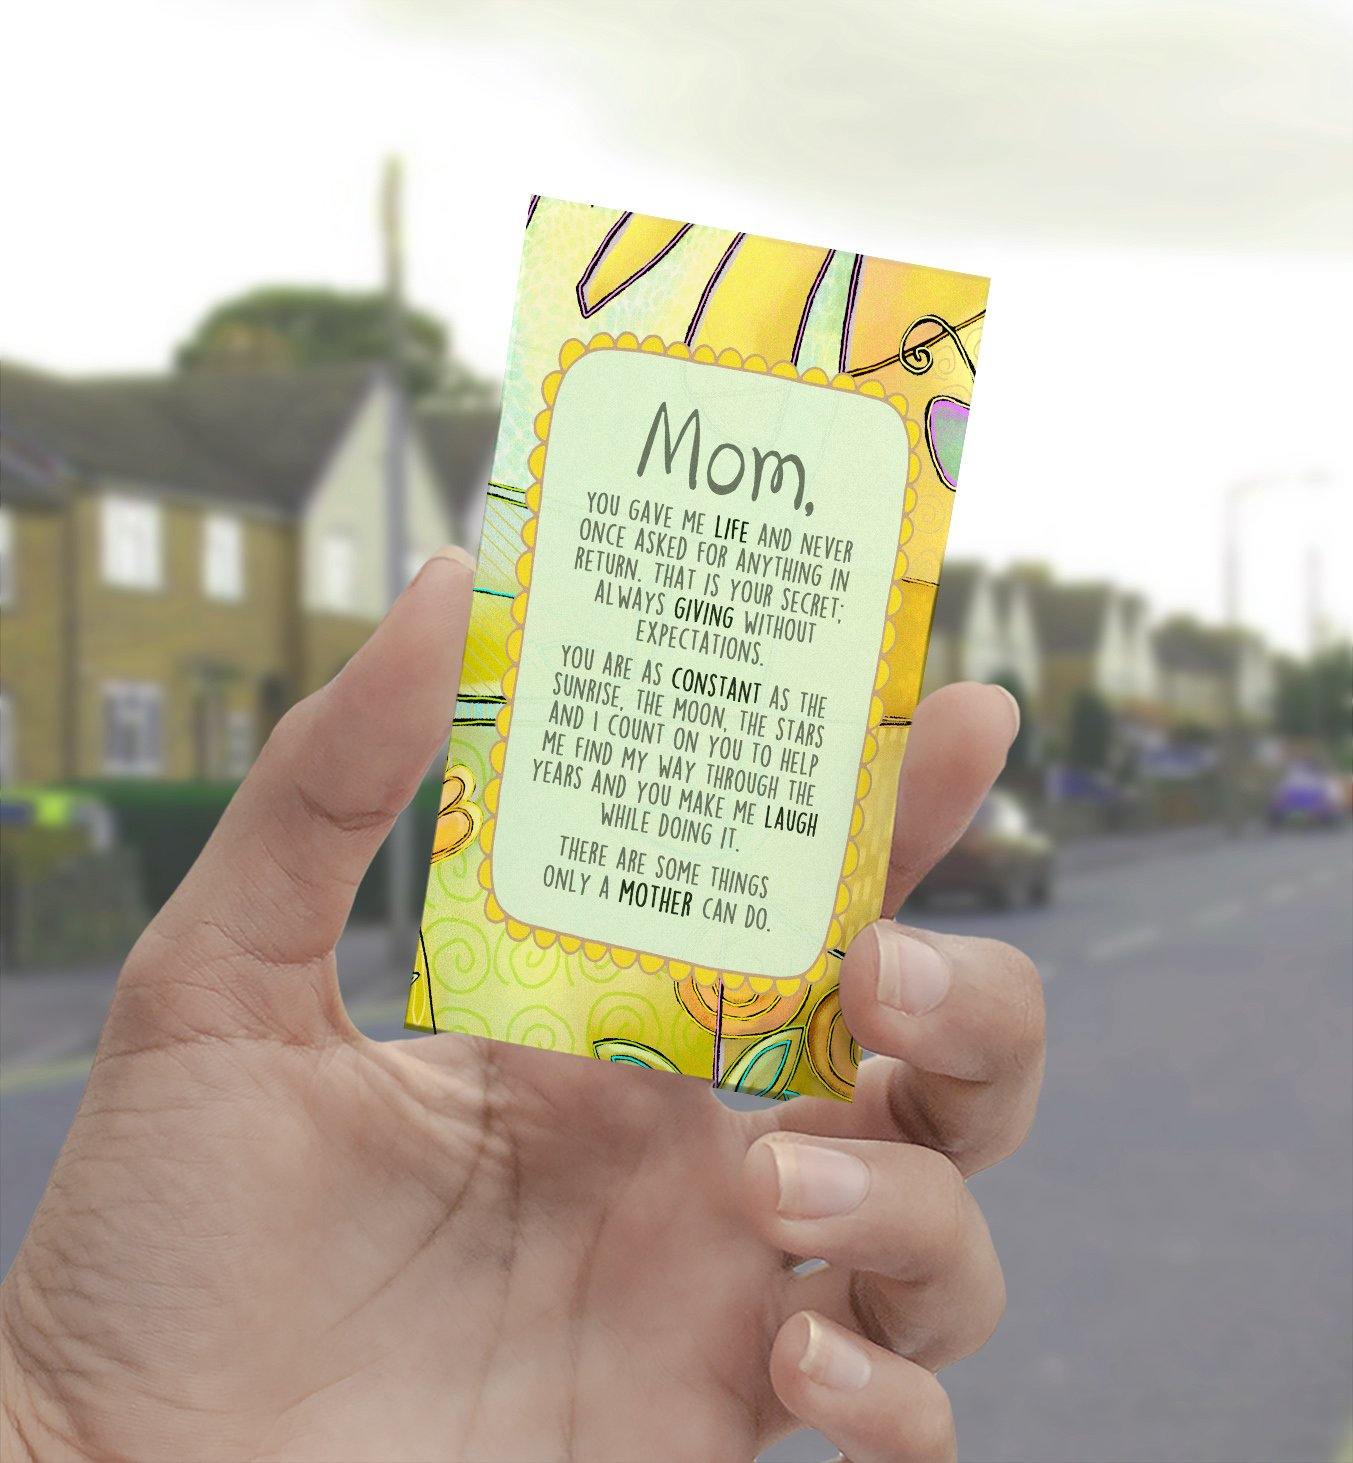 Mom,
YOU GAVE ME LIFE AND NEVER
ONCE ASKED FOR ANYTHING IN
RETURN. THAT IS YOUR SECRET;
ALWAYS GIVING WITHOUT
EXPECTATIONS.
YOU ARE AS CONSTANT AS THE
SUNRISE, THE MOON, THE STARS
AND I COUNT ON YOU TO HELP
ME FIND MY WAY THROUGH THE
YEARS AND YOU MAKE ME LAUGH
WHILE DOING IT.
THERE ARE SOME THINGS
ONLY A MOTHER CAN DO.